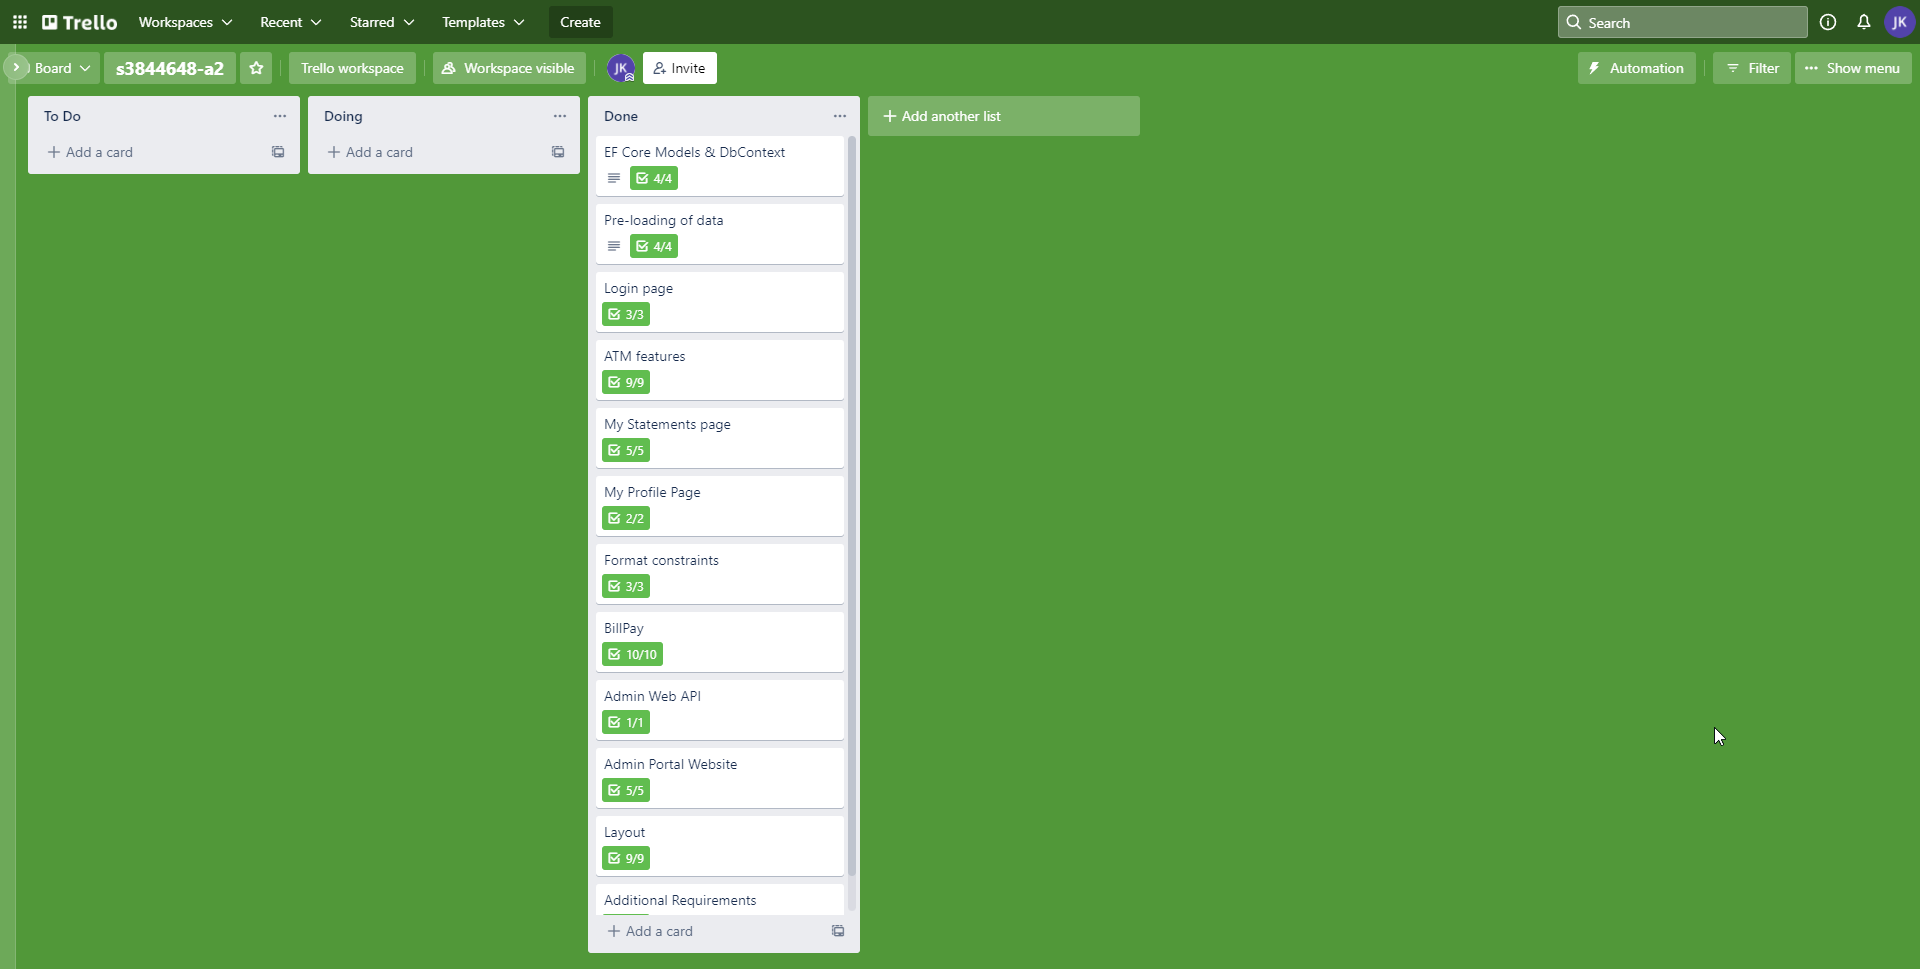 Trello Workspaces Recent Starred Templates Create Search JK
Board s3844648-a2 Trello workspace Workspace visible JK Invite Automation Filter Show menu
To Do
Add a card
Doing
Add a card
Done
EF Core Models & DbContext
4/4
Pre-loading of data
4/4
Login page
3/3
ATM features
9/9
My Statements page
5/5
My Profile Page
2/2
Format constraints
3/3
BillPay
10/10
Admin Web API
1/1
Admin Portal Website
5/5
Layout
9/9
Additional Requirements
Add a card
Add another list